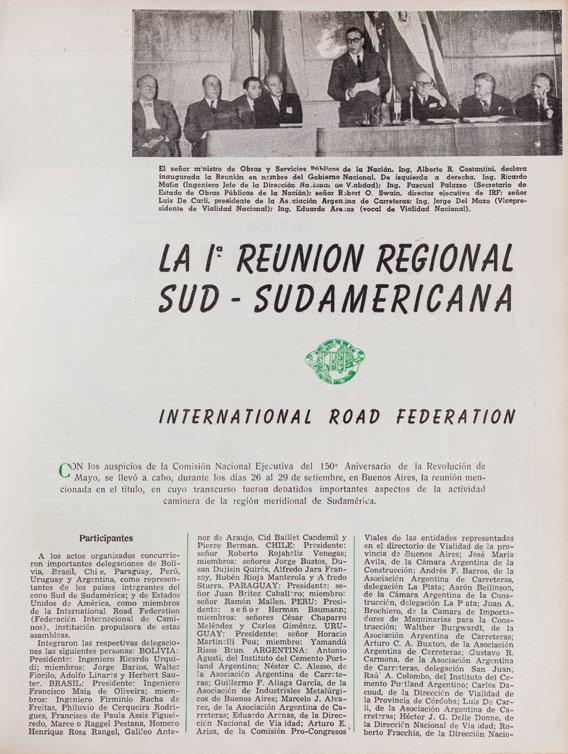 El señor ministro de Obras y Servicios Públicos de la Nación, Ing. Alberto R. Costantini, declara
inaugurada la Reunión en nombre del Gobierno Nacional. De izquierda a derecha, Ing. Ricardo
Mafia (Ingeniero Jefe de la Dirección Nacional de Vialidad); Ing. Pascual Palazzo (Secretario de
Estado de Obras Públicas de la Nación); señor Robert O. Swain, director ejecutivo de IRF; señor
Luis De Carli, presidente de la Asociación Argentina de Carreteras; Ing. Jorge Del Mazo (Vicepre-
sidente de Vialidad Nacional); Ing. Eduardo Arenas (vocal de Vialidad Nacional).
LA 1ª REUNION REGIONAL
SUD - SUDAMERICANA
INTERNATIONAL ROAD FEDERATION
CON los auspicios de la Comisión Nacional Ejecutiva del 150º Aniversario de la Revolución de
Mayo, se llevó a cabo, durante los días 26 al 29 de setiembre, en Buenos Aires, la reunión men-
cionada en el título, en cuyo transcurso fueron debatidos importantes aspectos de la actividad
caminera de la región meridional de Sudamérica.
Participantes
A los actos organizados concurrie-
ron importantes delegaciones de Boli-
via, Brasil, Chile, Paraguay, Perú,
Uruguay y Argentina, como represen-
tantes de los países integrantes del
cono Sud de Sudamérica; y de Estados
Unidos de América, como miembros
de la International Road Federation
(Federación Internacional de Cami-
nos), institución propulsora de estas
asambleas.
Integraron las respectivas delegacio-
nes las siguientes personas: BOLIVIA:
Presidente: Ingeniero Ricardo Urqui-
di; miembros: Jorge Barios, Walter
Fiorilo, Adolfo Linares y Herbert Sau-
ter. BRASIL: Presidente: Ingeniero
Francisco Maia de Oliveira; miem-
bros: Ingeniero Firminio Rocha de
Freitas, Philuvio de Cerqueira Rodri-
gues, Francisco de Paula Assis Figuei-
redo, Marce o Raggel Pestana, Homero
Henrique Rosa Rangel, Galileo Ante-
nor de Araujo, Cid Baillet Candemil y
Pierre Berman. CHILE: Presidente:
señor Roberto Rojahelis Venegas;
miembros: señores Jorge Bustos, Du-
san Dujisin Quirós, Alfredo Jara Fran-
zoy, Rubén Rioja Manterola y Alfredo
Sturra. PARAGUAY: Presidente: se-
ñor Juan Britez Caballero; miembro:
señor Ramón Mallen. PERU: Presi-
dente: señor Herman Baumann;
miembros: señores César Chaparro
Meléndez y Carlos Giménez. URU-
GUAY: Presidente: señor Horacio
Martinelli Pou; miembro: Yamandú
Risso Brun. ARGENTINA: Antonio
Agusti, del Instituto del Cemento Port-
land Argentino; Néstor C. Alesso, de
la Asociación Argentina de Carrete-
ras; Guillermo F. Aliaga García, de la
Asociación de Industriales Metalúrgi-
cos de Buenos Aires; Marcelo J. Alva-
rez, de la Asociación Argentina de Ca-
rreteras; Eduardo Arenas, de la Direc-
ción Nacional de Vialidad; Arturo E.
Ariza, de la Comisión Pro-Congresos
Viales de las entidades representadas
en el directorio de Vialidad de la pro-
vincia de Buenos Aires; José María
Avila, de la Cámara Argentina de la
Construcción; Andrés F. Barros, de la
Asociación Argentina de Carreteras,
delegación La Plata; Aarón Beilinson,
de la Cámara Argentina de la Cons-
trucción, delegación La Plata; Juan A.
Brochiero, de la Cámara de Importa-
dores de Maquinarias para la Cons-
trucción; Walther Burgwardt, de la
Asociación Argentina de Carreteras;
Arturo C. A. Buxton, de la Asociación
Argentina de Carreteras; Gustavo R.
Carmona, de la Asociación Argentina
de Carreteras, delegación San Juan,
Raúl A. Colombo, del Instituto del Ce-
mento Portland Argentino; Carlos Da-
coud, de la Dirección de Vialidad de
la Provincia de Córdoba; Luis De Car-
li, de la Asociación Argentina de Ca-
rreteras; Héctor J. G. Delle Donne, de
la Dirección Nacional de Vialidad; Ro-
berto Fracchia, de la Dirección Nacio-